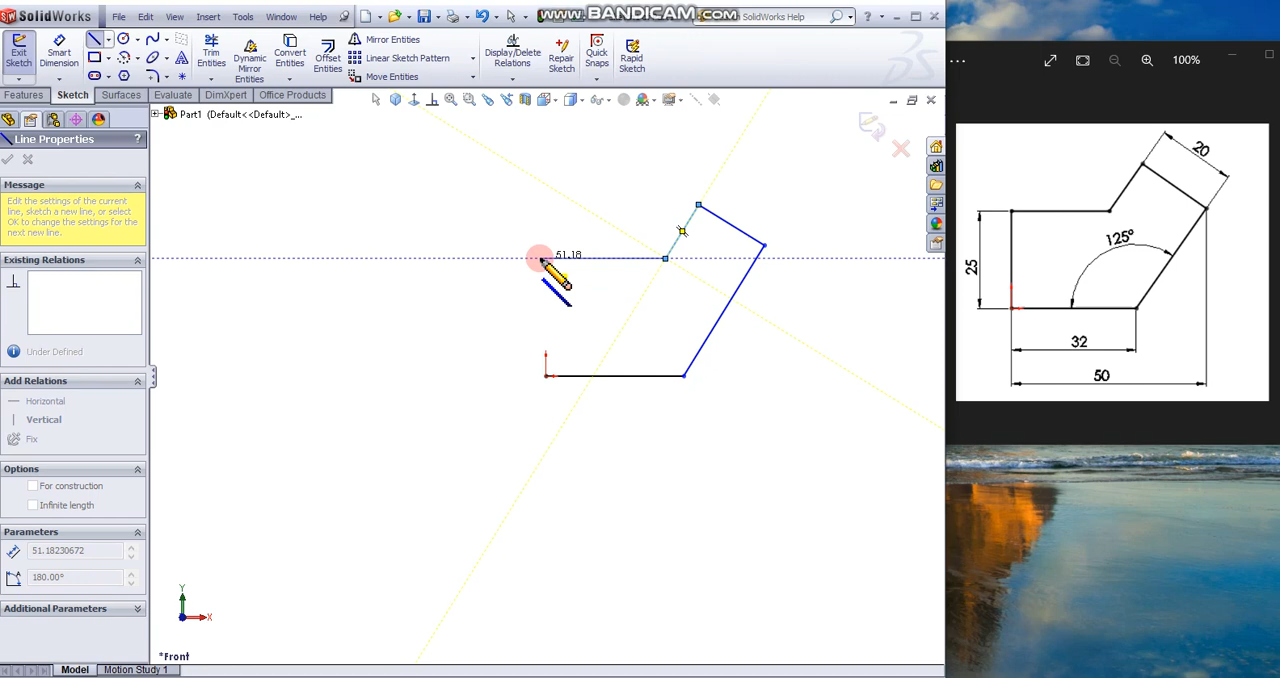 SolidWorks File Edit View Insert Tools Window Help www.BANDICAM.com SolidWorks Help ?
Exit Sketch
Smart Dimension
Trim Entities
Dynamic Mirror Entities
Convert Entities
Offset Entities
Mirror Entities
Linear Sketch Pattern
Move Entities
Display/Delete Relations
Repair Sketch
Quick Snaps
Rapid Sketch
Features Sketch Surfaces Evaluate DimXpert Office Products
Part1 (Default<<Default>_...
Line Properties ?
Message
Edit the settings of the current
line, sketch a new line, or select
OK to change the settings for the
next new line.
Existing Relations
Under Defined
Add Relations
Horizontal
Vertical
Fix
Options
For construction
Infinite length
Parameters
51.18230672
180.00°
Additional Parameters
51.18
Y
X
*Front
Model Motion Study 1
100%
20
125°
25
32
50